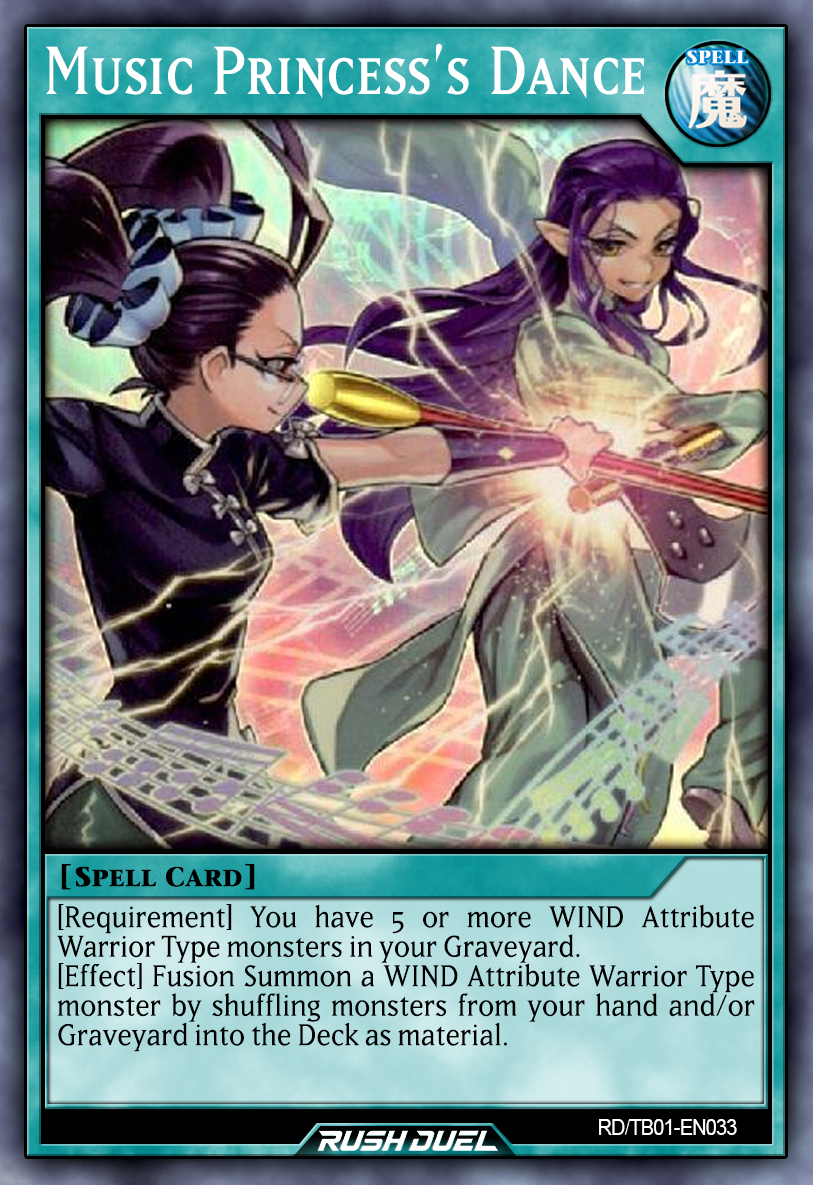 Music Princess's Dance
SPELL
魔
[Spell Card]
[Requirement] You have 5 or more WIND Attribute
Warrior Type monsters in your Graveyard.
[Effect] Fusion Summon a WIND Attribute Warrior Type
monster by shuffling monsters from your hand and/or
Graveyard into the Deck as material.
RD/TB01-EN033
RUSH DUEL